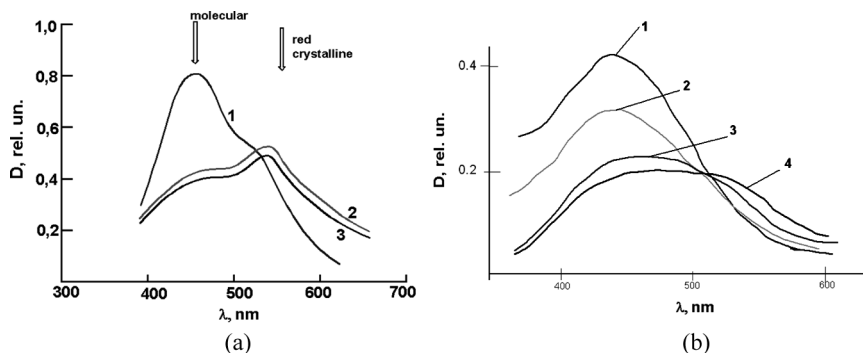 molecular
red
crystalline
1,0
0,8
0,6
0,4
0,2
D, rel. un.
1
2
3
300
400
500
600
700
λ, nm
(a)
0.4
0.2
D, rel. un.
1
2
3
4
400
500
600
λ, nm
(b)